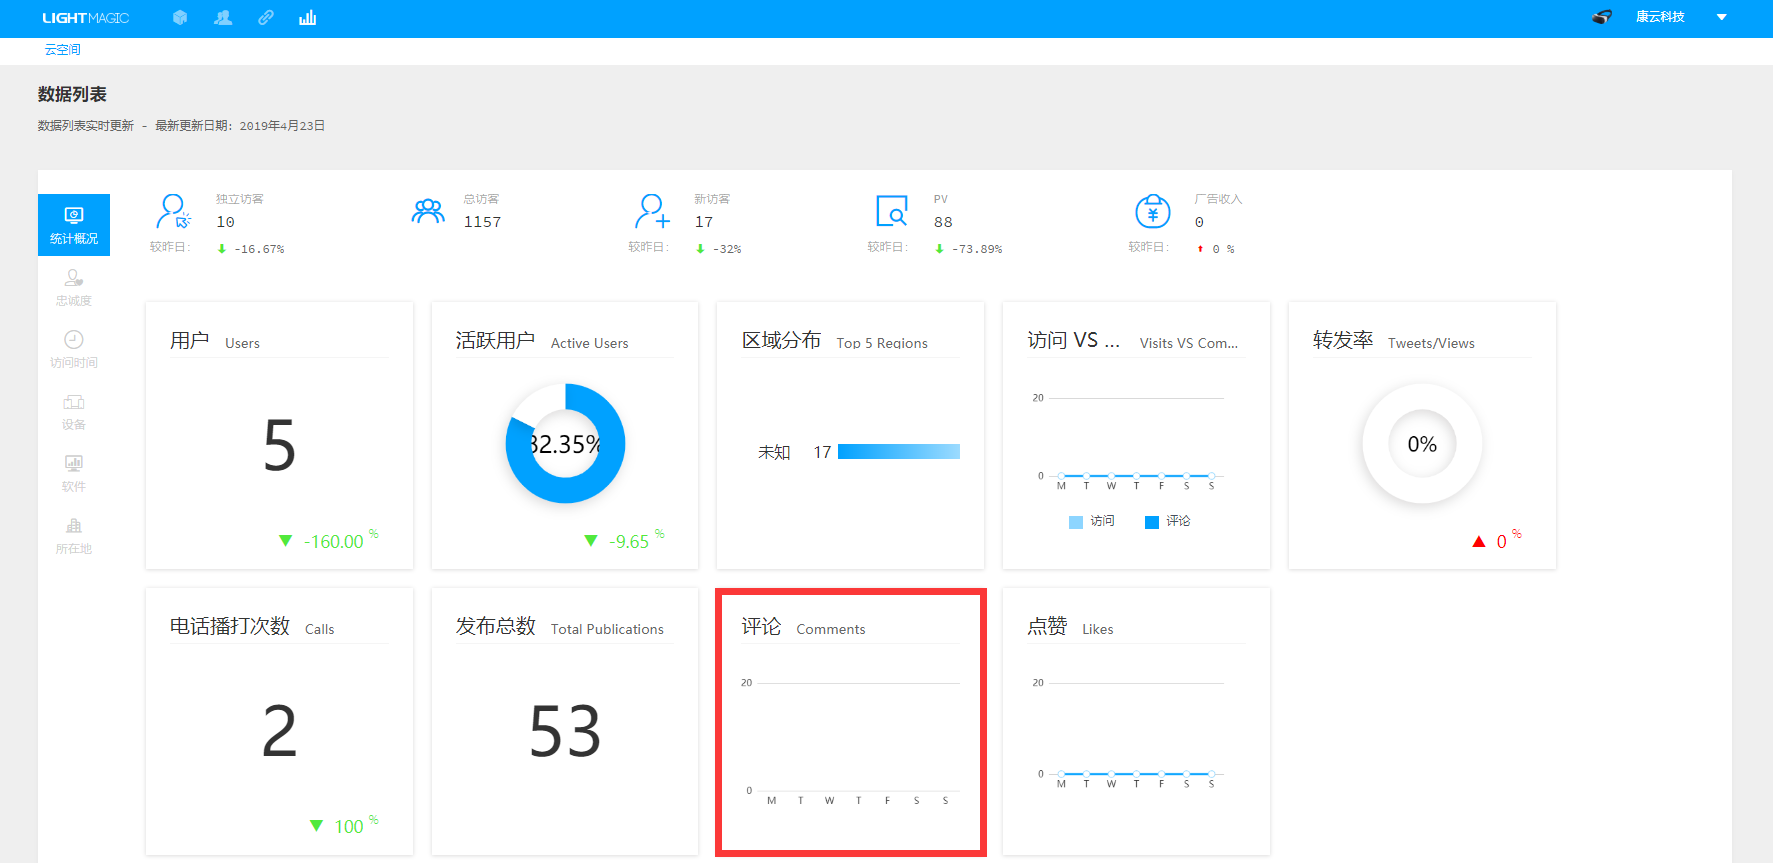 LIGHTMAGIC
康云科技
云空间
数据列表
数据列表实时更新 - 最新更新日期: 2019年4月23日
统计概况
忠诚度
访问时间
设备
软件
所在地
独立访客
10
较昨日: -16.67%
总访客
1157
新访客
17
较昨日: -32%
PV
88
较昨日: -73.89%
广告收入
0
较昨日: 0 %
用户 Users
5
-160.00 %
活跃用户 Active Users
82.35%
-9.65 %
区域分布 Top 5 Regions
未知 17
访问 VS ... Visits VS Com...
20
0
M T W T F S S
访问 评论
转发率 Tweets/Views
0%
0 %
电话播打次数 Calls
2
100 %
发布总数 Total Publications
53
评论 Comments
20
0
M T W T F S S
点赞 Likes
20
0
M T W T F S S